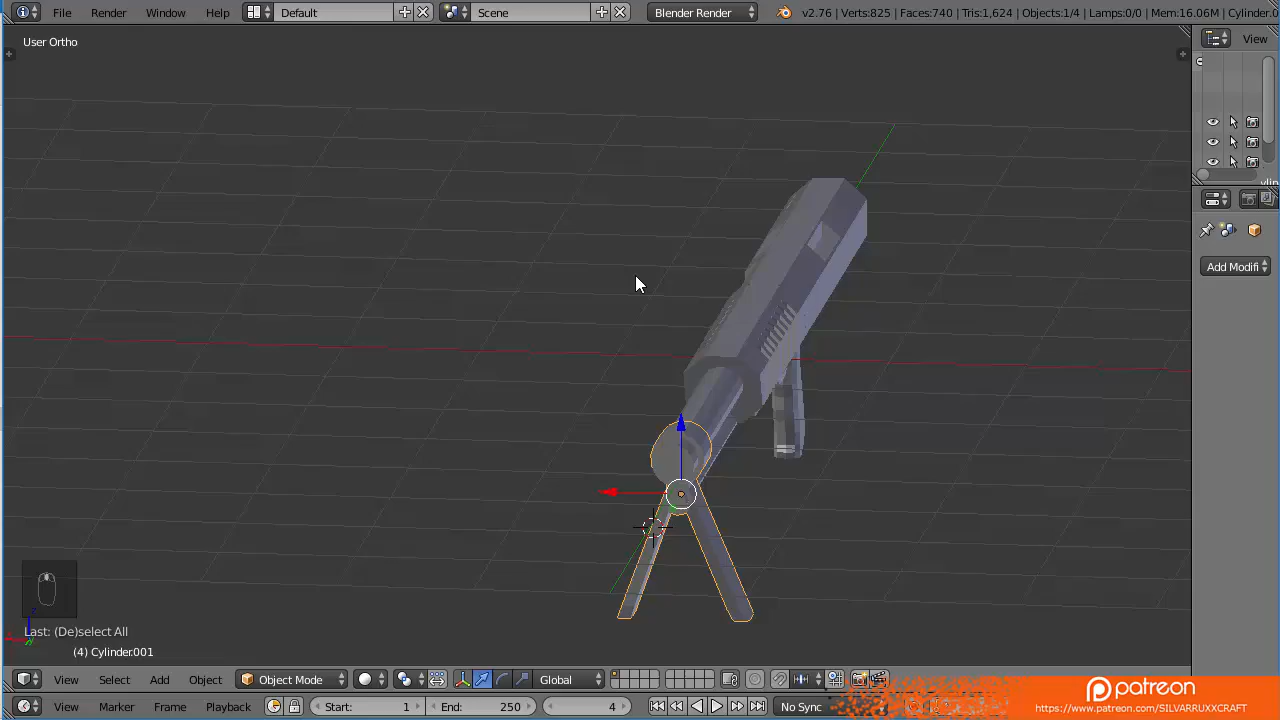 File Render Window Help Default Scene Blender Render v2.76 | Verts:825 | Faces:740 | Tris:1,624 | Objects:1/4 | Lamps:0/0 | Mem:16.06M | Cylinder.0
User Ortho
View
Add Modifi
Last: (De)select All
(4) Cylinder.001
View Select Add Object Object Mode Global
View Marker Frame Playback Start: End: 250 4 No Sync
patreon
https://www.patreon.com/SILVARRUXXCRAFT